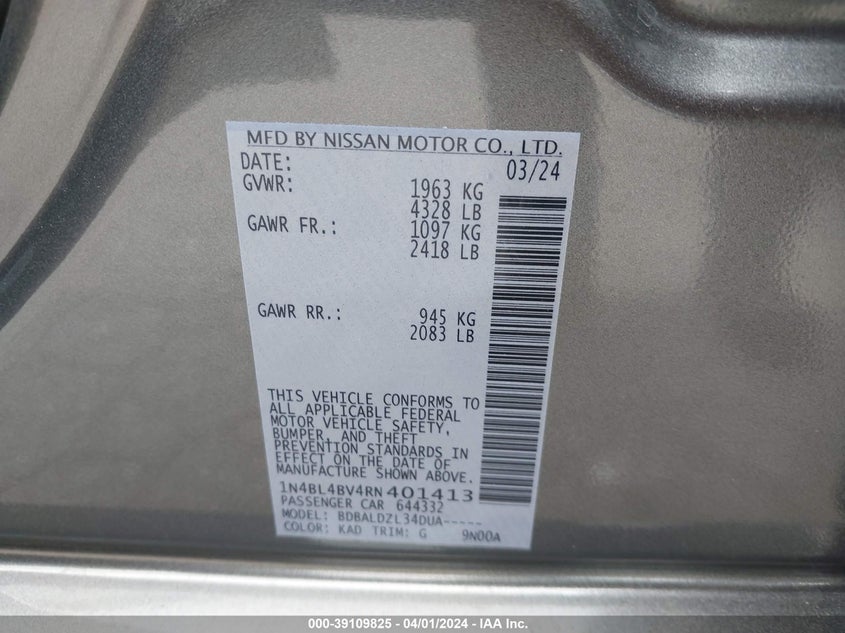 MFD BY NISSAN MOTOR CO., LTD.
DATE: 03/24
GVWR: 1963 KG
4328 LB
GAWR FR.: 1097 KG
2418 LB
GAWR RR.: 945 KG
2083 LB
THIS VEHICLE CONFORMS TO
ALL APPLICABLE FEDERAL
MOTOR VEHICLE SAFETY,
BUMPER, AND THEFT
PREVENTION STANDARDS IN
EFFECT ON THE DATE OF
MANUFACTURE SHOWN ABOVE.
1N4BL4BV4RN401413
PASSENGER CAR 644332
MODEL: BDBALDZL34DUA-----
COLOR: KAD TRIM: G 9N00A
000-39109825 - 04/01/2024 - IAA Inc.